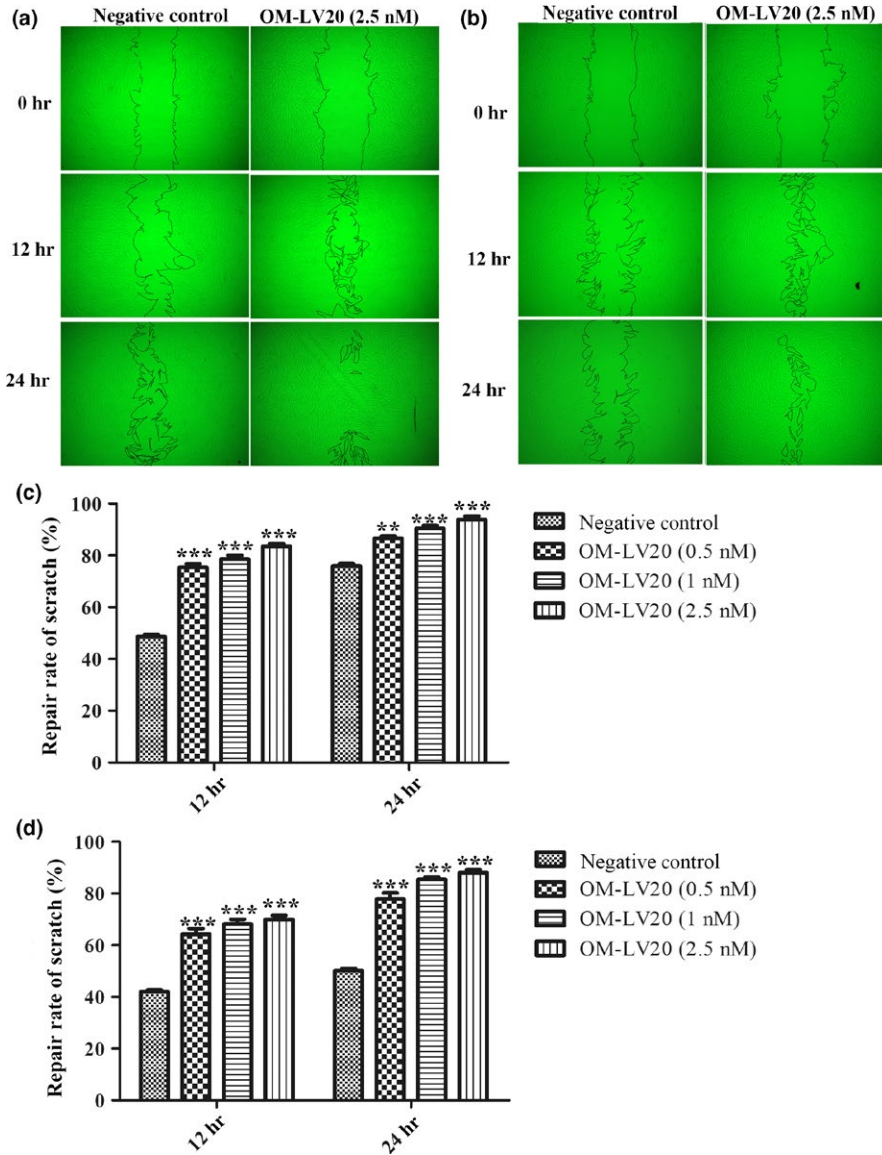 (a)
Negative control OM-LV20 (2.5 nM)
0 hr
12 hr
24 hr
(b)
Negative control OM-LV20 (2.5 nM)
0 hr
12 hr
24 hr
(c)
Repair rate of scratch (%)
100
80
60
40
20
0
*** *** ***
** *** ***
12 hr
24 hr
Negative control
OM-LV20 (0.5 nM)
OM-LV20 (1 nM)
OM-LV20 (2.5 nM)
(d)
Repair rate of scratch (%)
100
80
60
40
20
0
*** *** ***
*** *** ***
12 hr
24 hr
Negative control
OM-LV20 (0.5 nM)
OM-LV20 (1 nM)
OM-LV20 (2.5 nM)